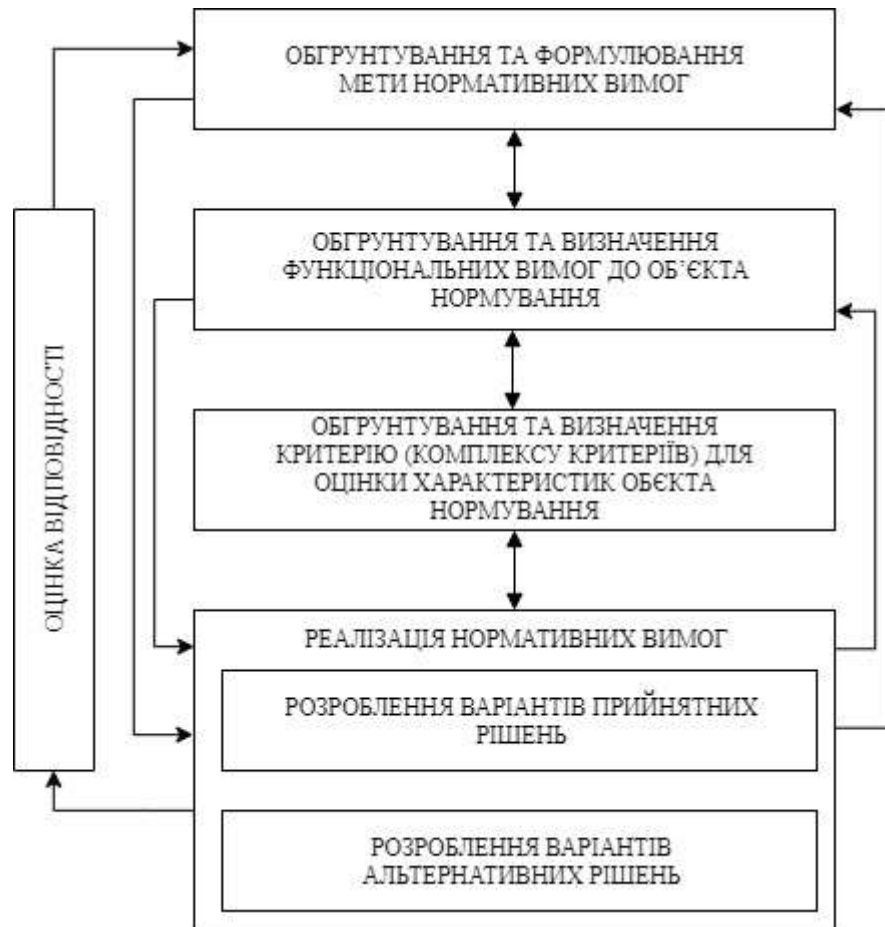 ОБГРУНТУВАННЯ ТА ФОРМУЛЮВАННЯ
МЕТИ НОРМАТИВНИХ ВИМОГ
ОБГРУНТУВАННЯ ТА ВИЗНАЧЕННЯ
ФУНКЦІОНАЛЬНИХ ВИМОГ ДО ОБ’ЄКТА
НОРМУВАННЯ
ОБГРУНТУВАННЯ ТА ВИЗНАЧЕННЯ
КРИТЕРІЮ (КОМПЛЕКСУ КРИТЕРІЇВ) ДЛЯ
ОЦІНКИ ХАРАКТЕРИСТИК ОБЄКТА
НОРМУВАННЯ
РЕАЛІЗАЦІЯ НОРМАТИВНИХ ВИМОГ
РОЗРОБЛЕННЯ ВАРІАНТІВ ПРИЙНЯТНИХ
РІШЕНЬ
РОЗРОБЛЕННЯ ВАРІАНТІВ
АЛЬТЕРНАТИВНИХ РІШЕНЬ
ОЦІНКА ВІДПОВІДНОСТІ